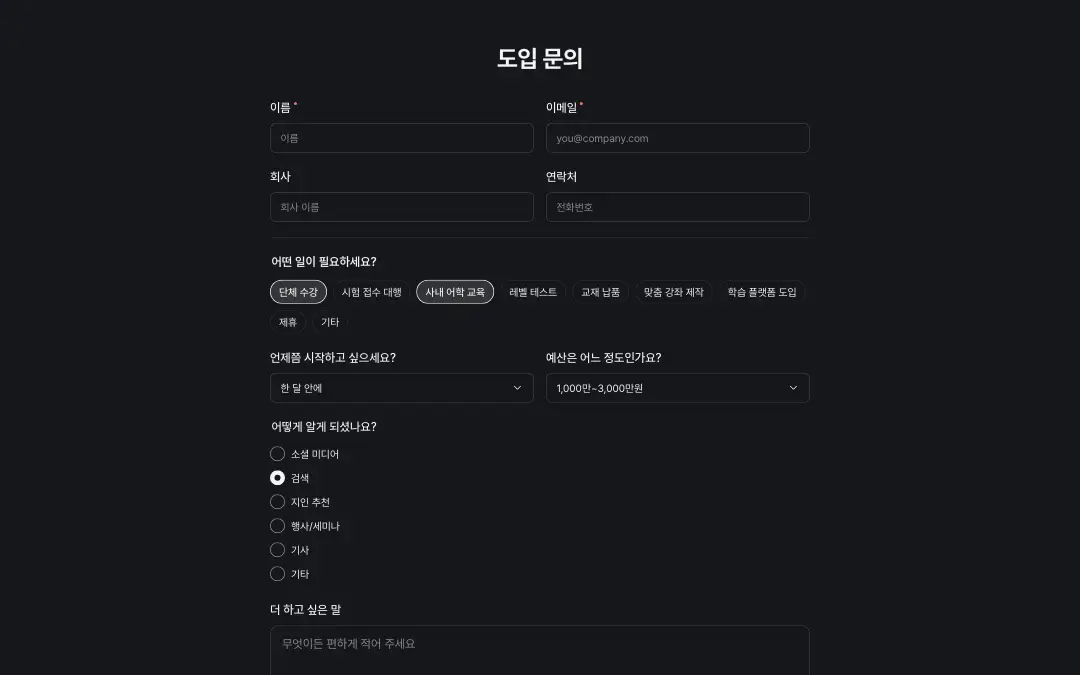 도입 문의
이름 *
이메일 *
이름
you@company.com
회사
연락처
회사 이름
전화번호
어떤 일이 필요하세요?
단체 수강 시험 접수 대행 사내 어학 교육 레벨 테스트 교재 납품 맞춤 강좌 제작 학습 플랫폼 도입
제휴 기타
언제쯤 시작하고 싶으세요?
예산은 어느 정도인가요?
한 달 안에
1,000만~3,000만원
어떻게 알게 되셨나요?
소셜 미디어
검색
지인 추천
행사/세미나
기사
기타
더 하고 싶은 말
무엇이든 편하게 적어 주세요